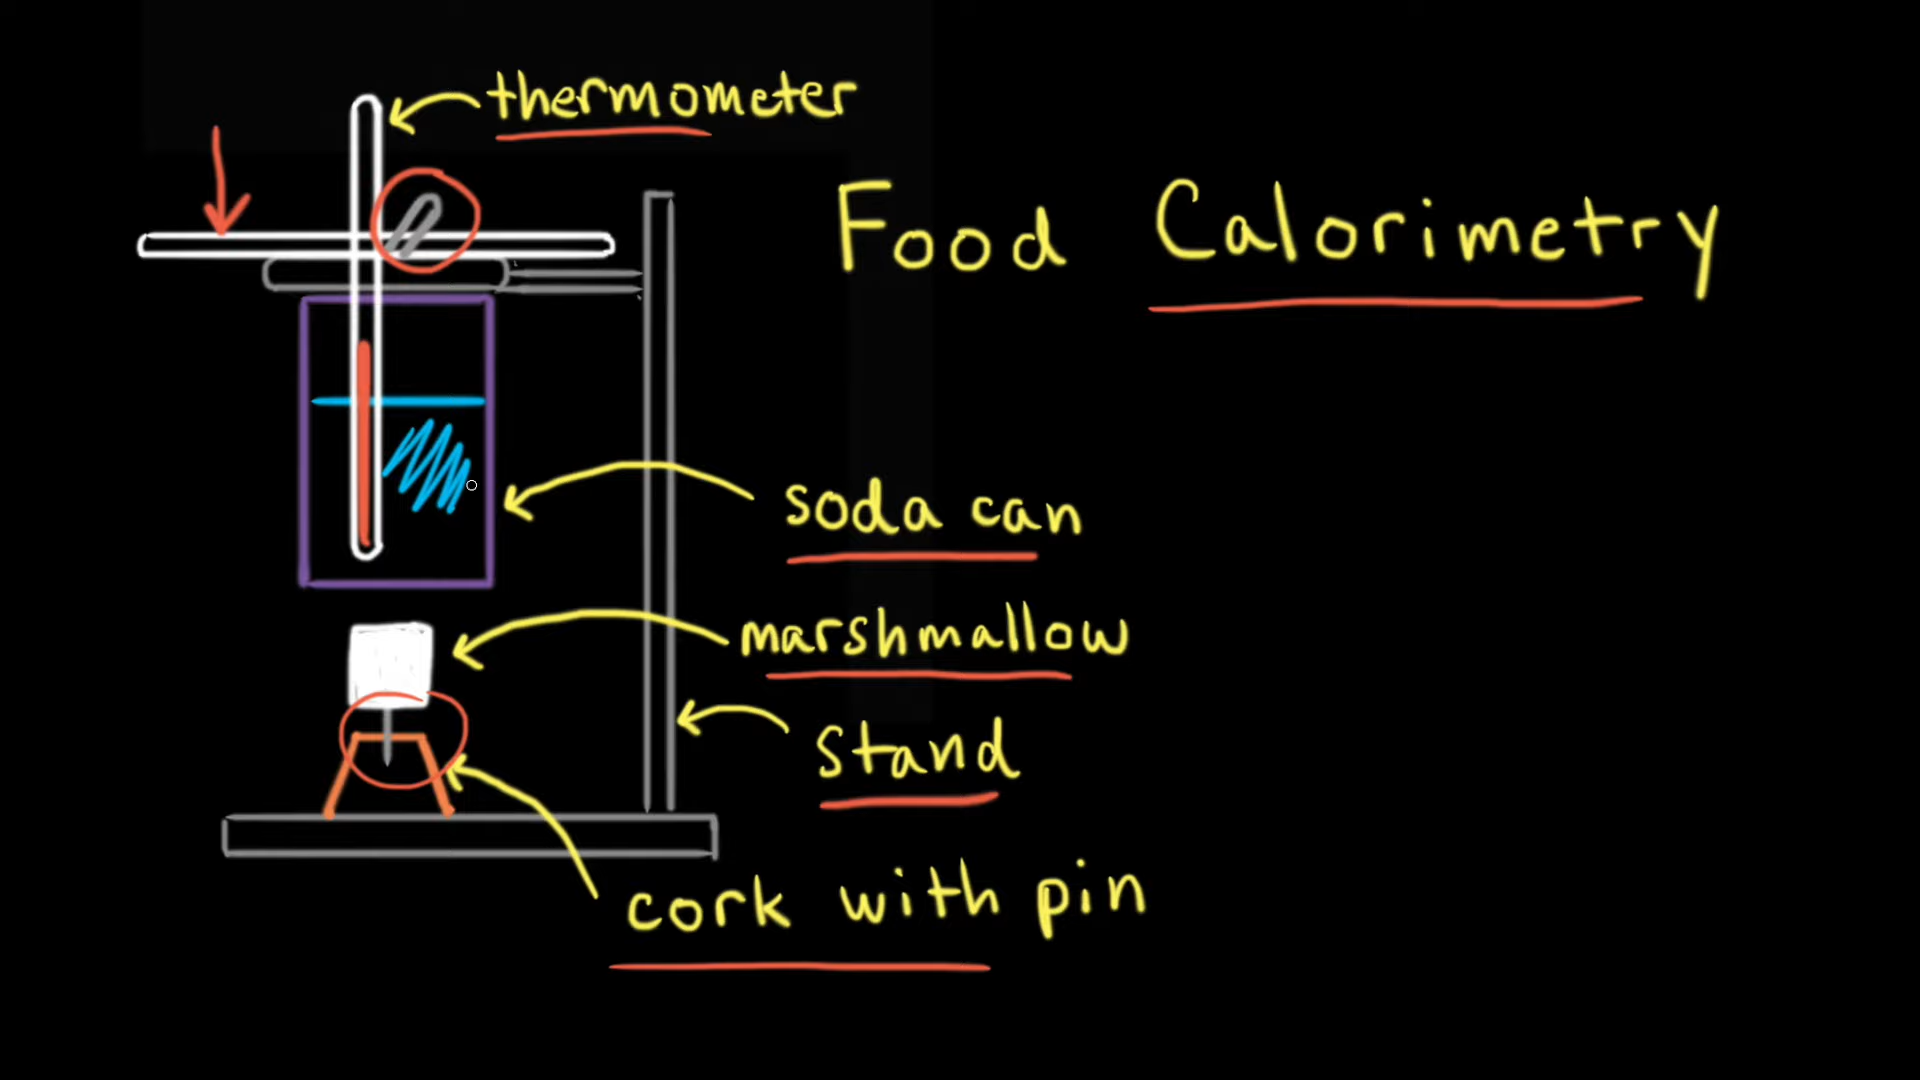 thermometer
Food Calorimetry
soda can
marshmallow
stand
cork with pin